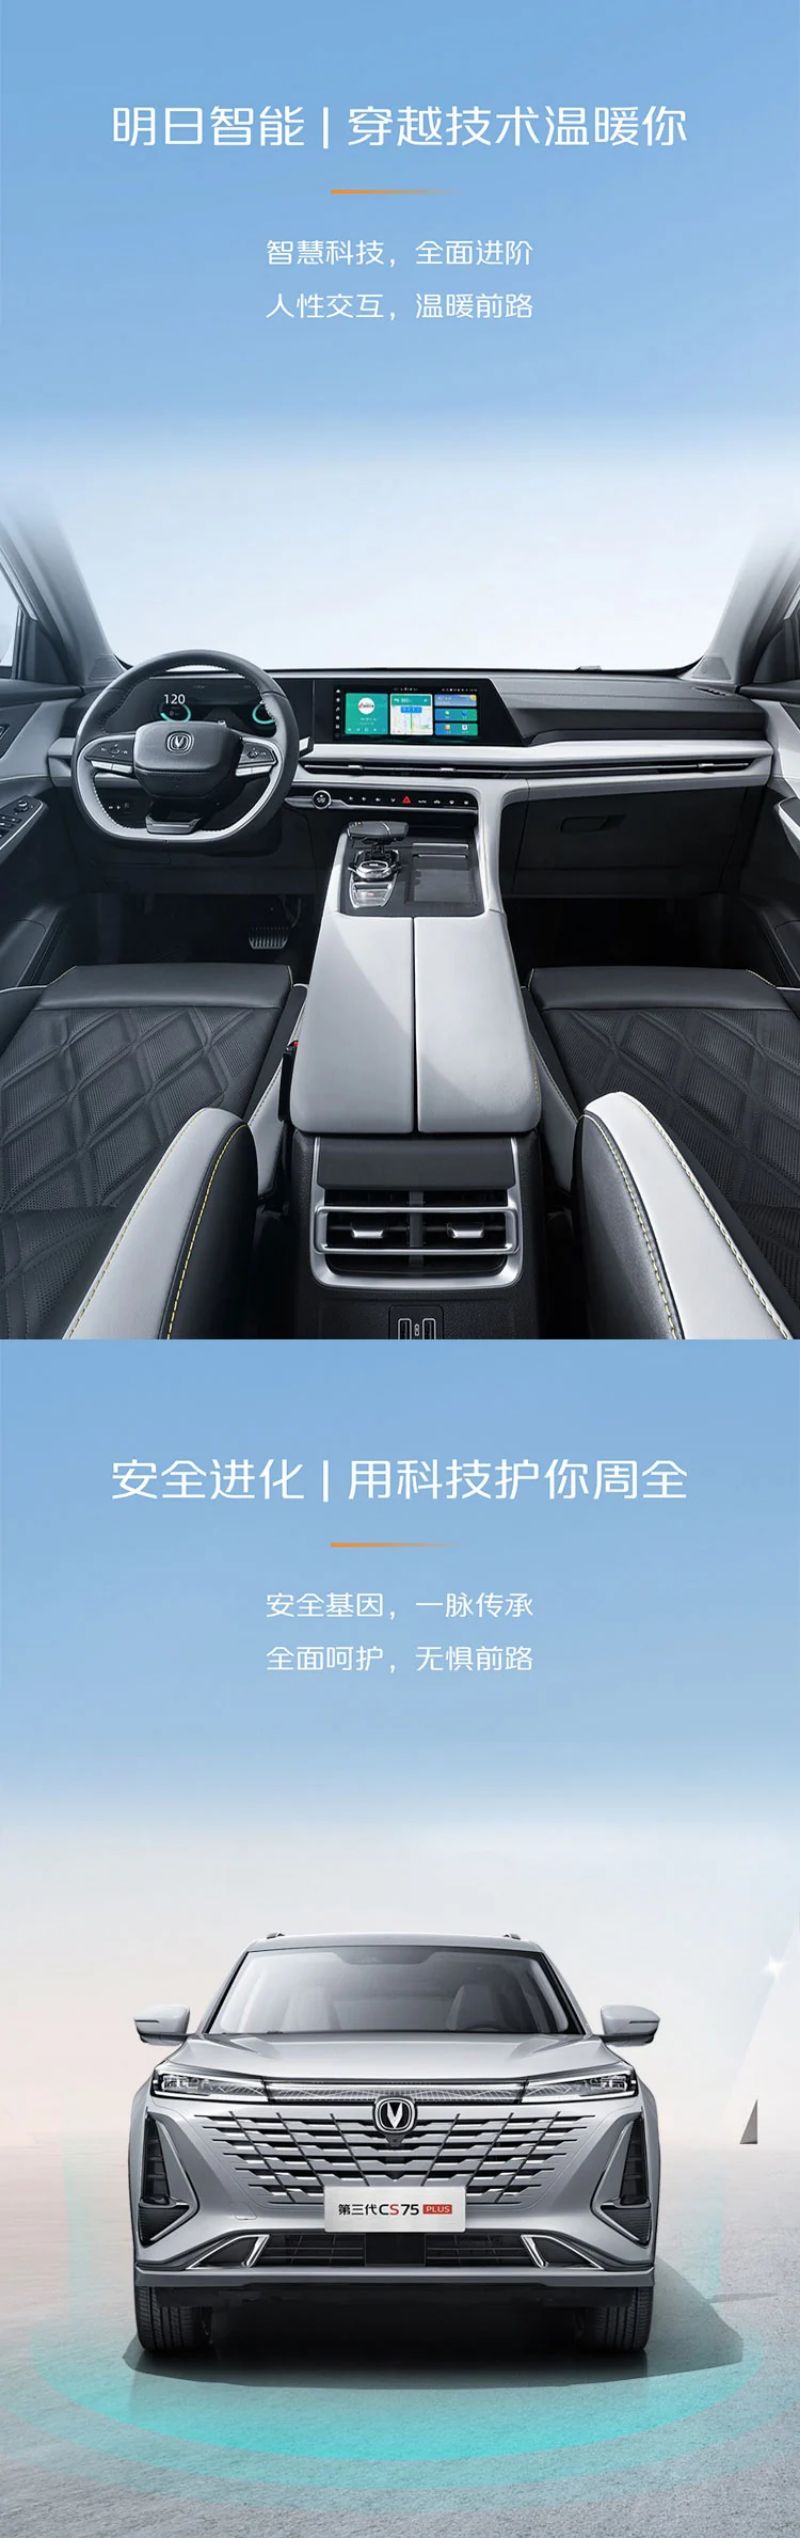 明日智能 | 穿越技术温暖你
智慧科技，全面进阶
人性交互，温暖前路
120
安全进化 | 用科技护你周全
安全基因，一脉传承
全面呵护，无惧前路
第三代CS75 PLUS